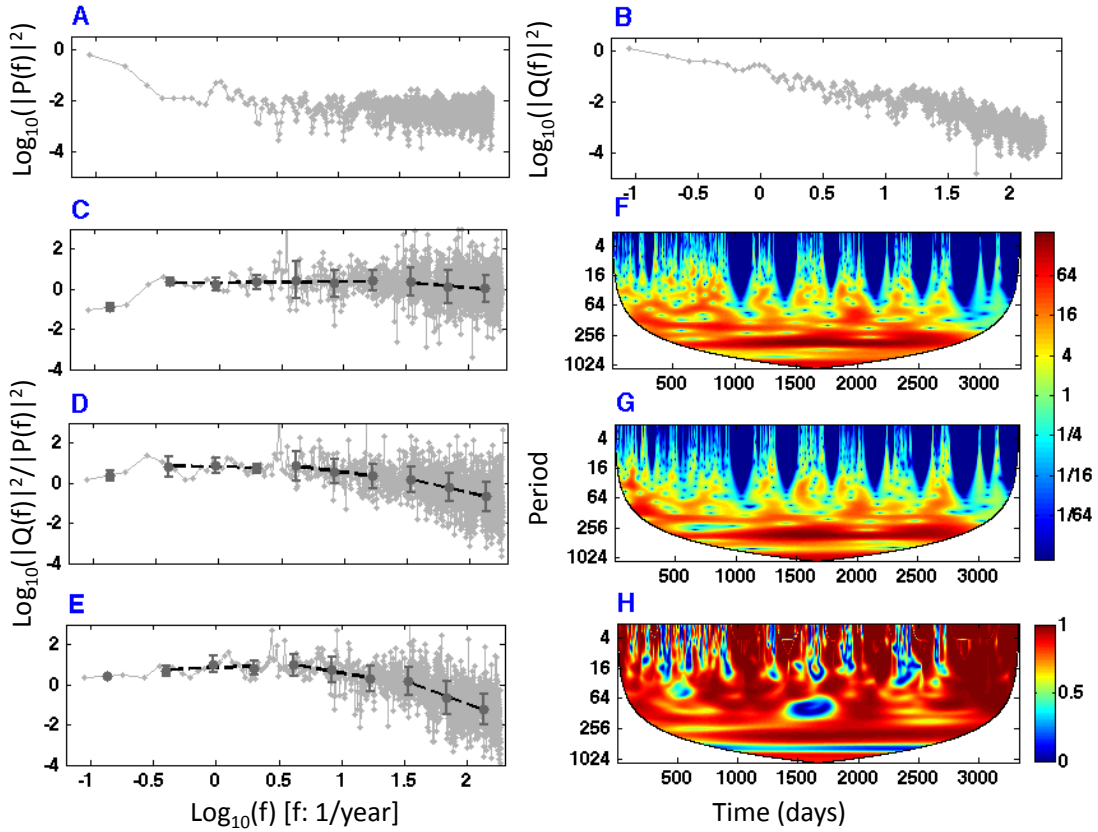 A
B
Log10(|P(f)|2)
0
-2
-4
Log10(|Q(f)|2)
0
-2
-4
-1 -0.5 0 0.5 1 1.5 2
C
2
0
-2
-4
D
2
0
-2
-4
E
2
0
-2
-4
Log10(|Q(f)|2/|P(f)|2)
-1 -0.5 0 0.5 1 1.5 2
Log10(f) [f: 1/year]
F
4
16
64
256
1024
500 1000 1500 2000 2500 3000
G
4
16
64
256
1024
500 1000 1500 2000 2500 3000
Period
64
16
4
1
1/4
1/16
1/64
H
4
16
64
256
1024
500 1000 1500 2000 2500 3000
1
0.5
0
Time (days)